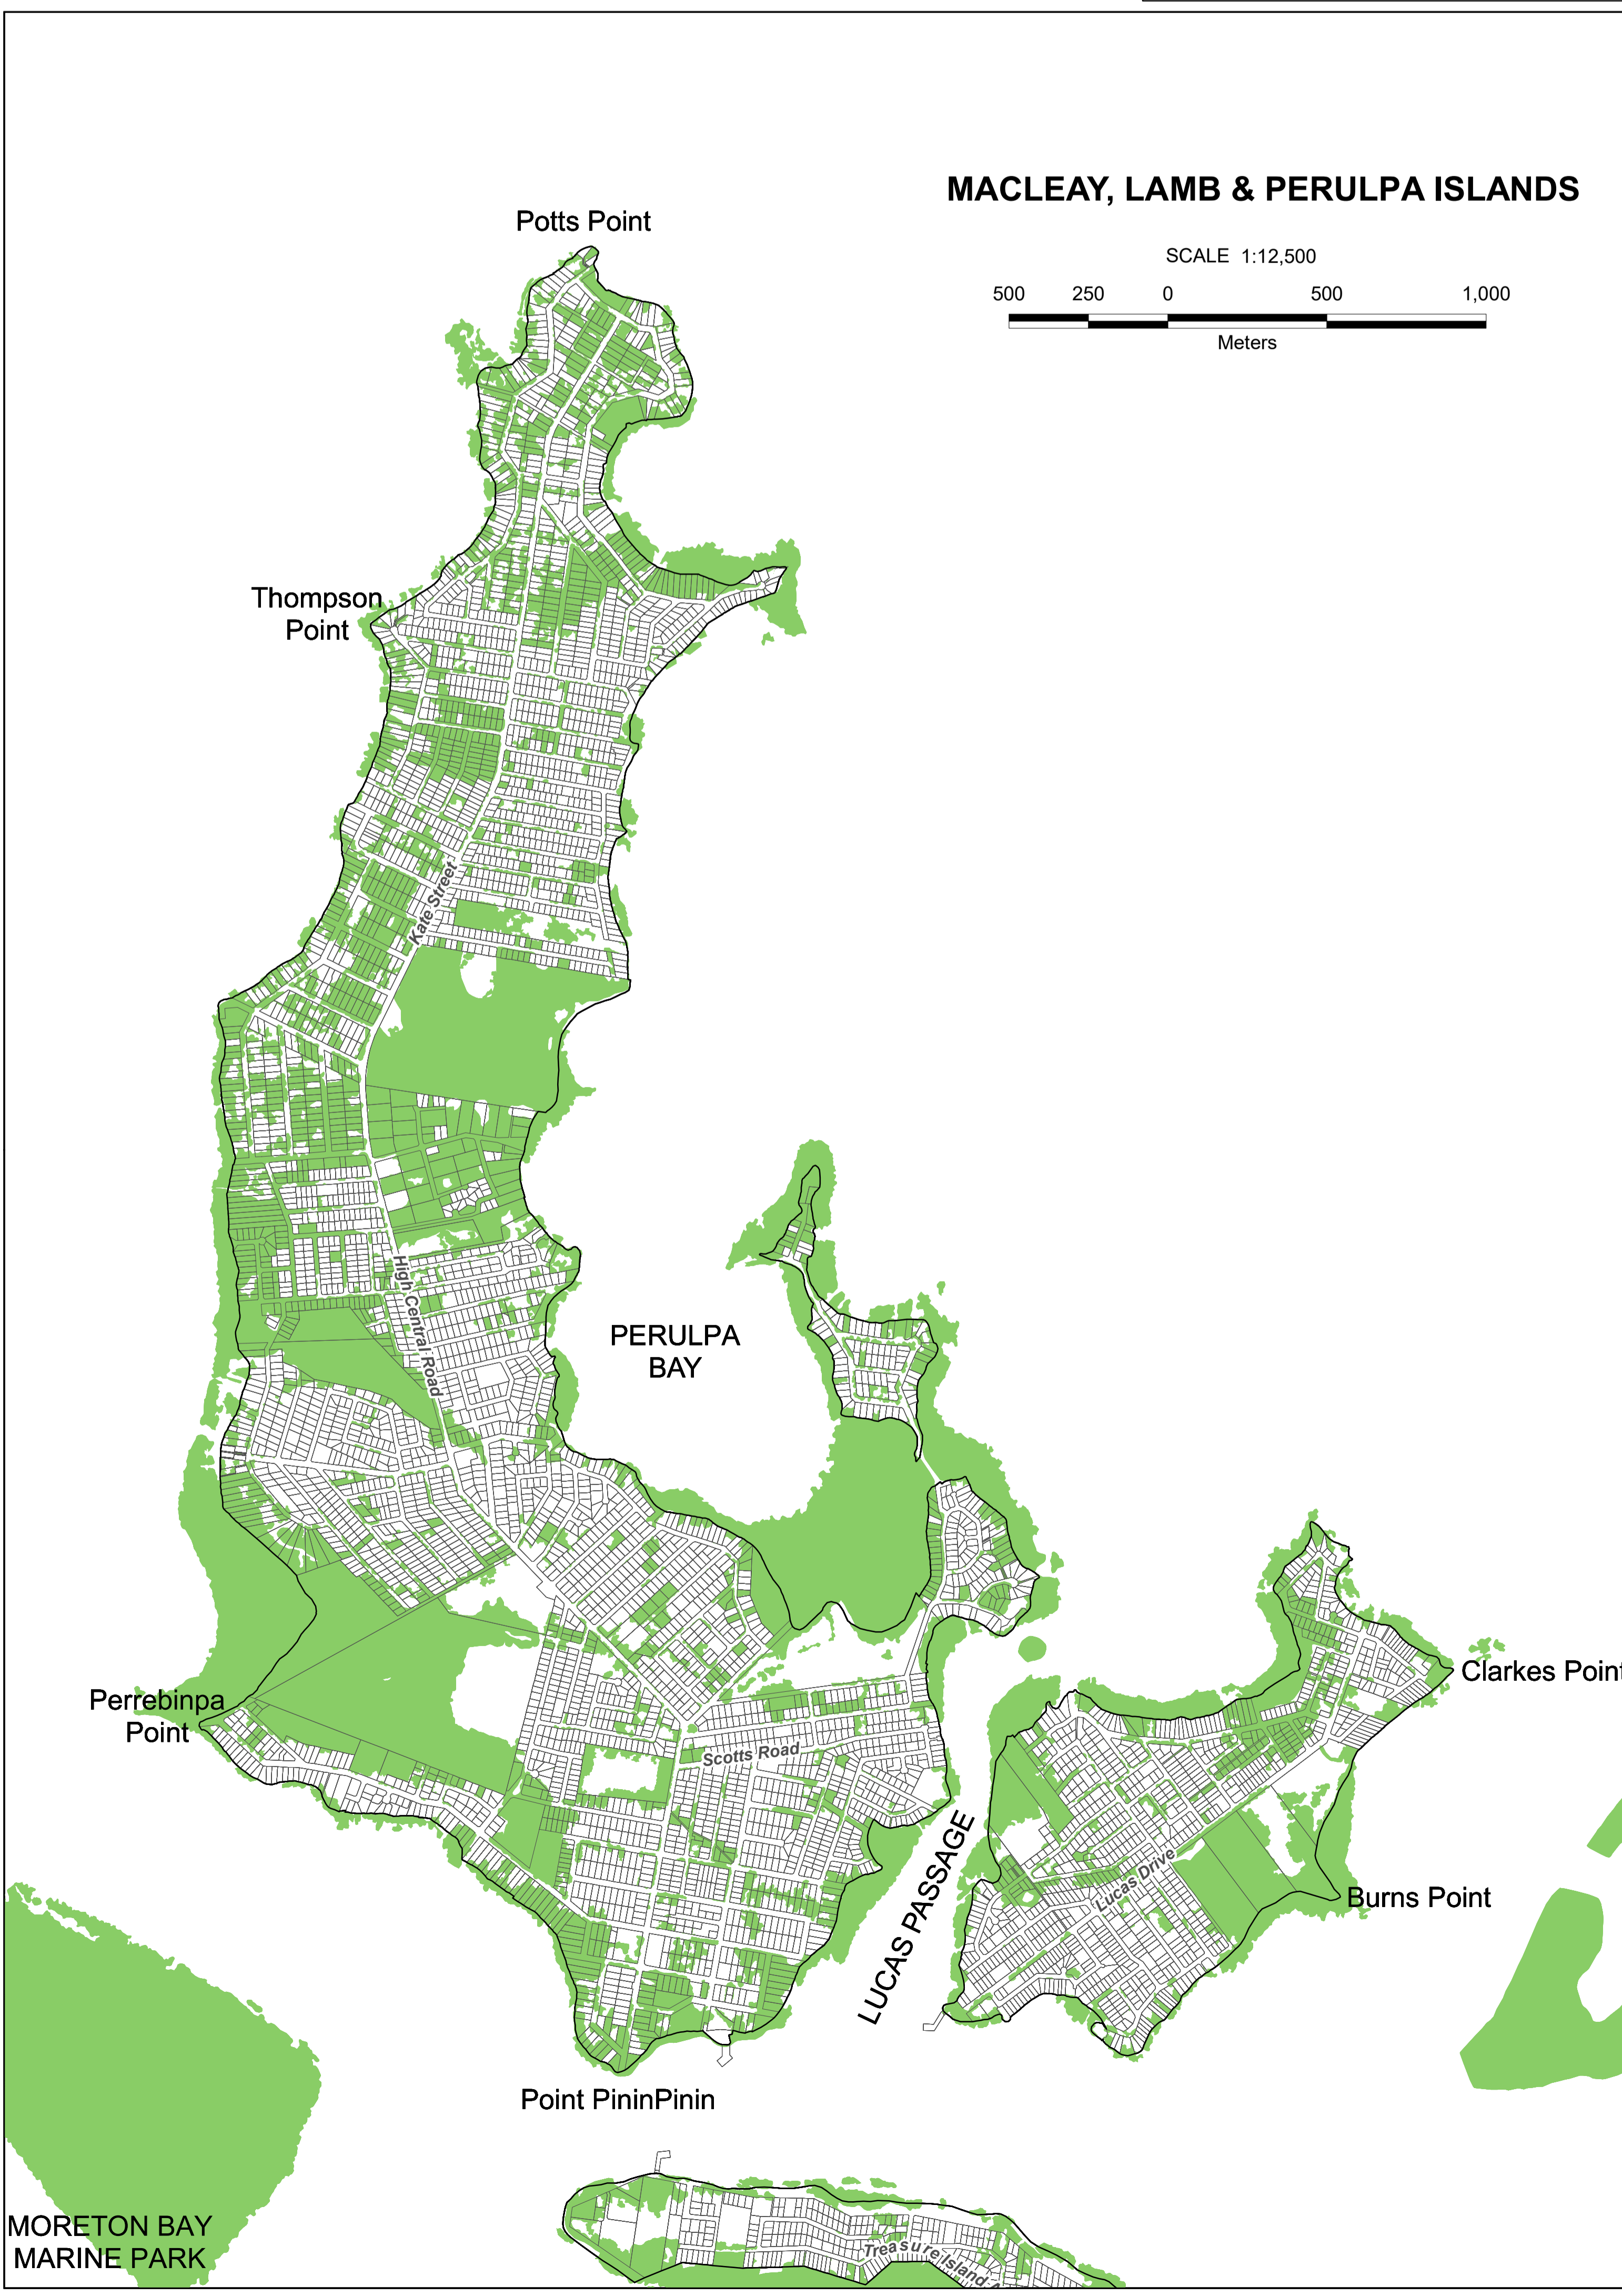 MACLEAY, LAMB & PERULPA ISLANDS
Potts Point
SCALE 1:12,500
500 250 0 500 1,000
Meters
Thompson
Point
Kate Street
High Central Road
PERULPA
BAY
Clarkes Point
Perrebinpa
Point
Scotts Road
LUCAS PASSAGE
Lucas Drive
Burns Point
Point PininPinin
MORETON BAY
MARINE PARK
Treasure Island